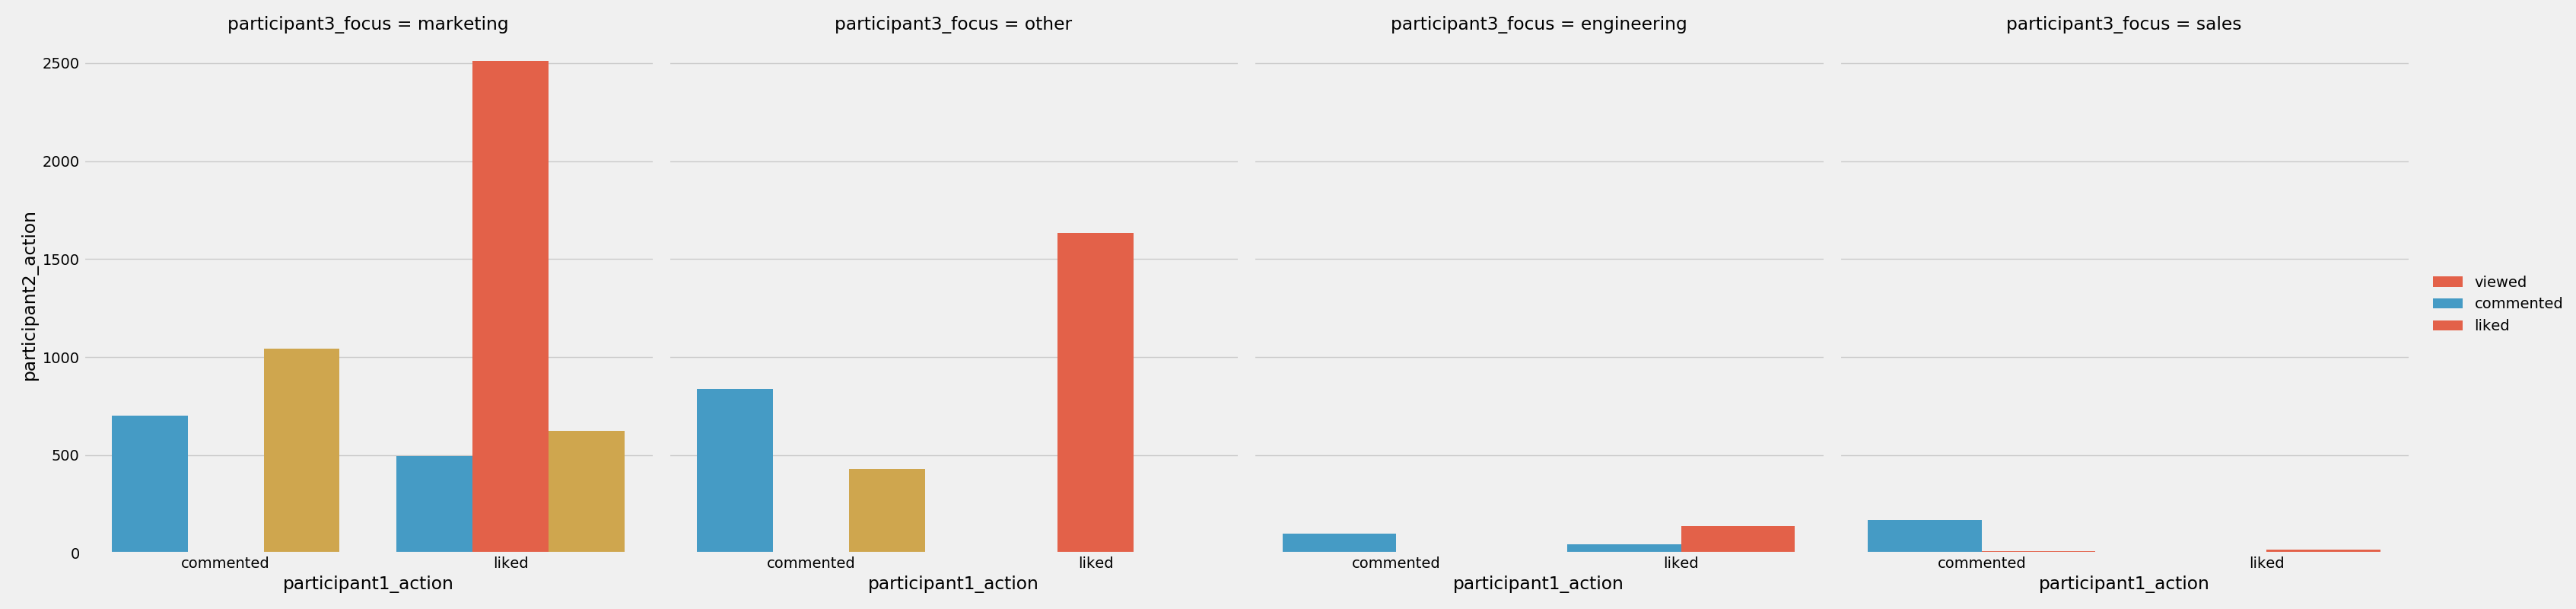 participant3_focus = marketing
participant3_focus = other
participant3_focus = engineering
participant3_focus = sales
participant2_action
2500
2000
1500
1000
500
0
commented
liked
commented
liked
commented
liked
commented
liked
participant1_action
participant1_action
participant1_action
participant1_action
viewed
commented
liked